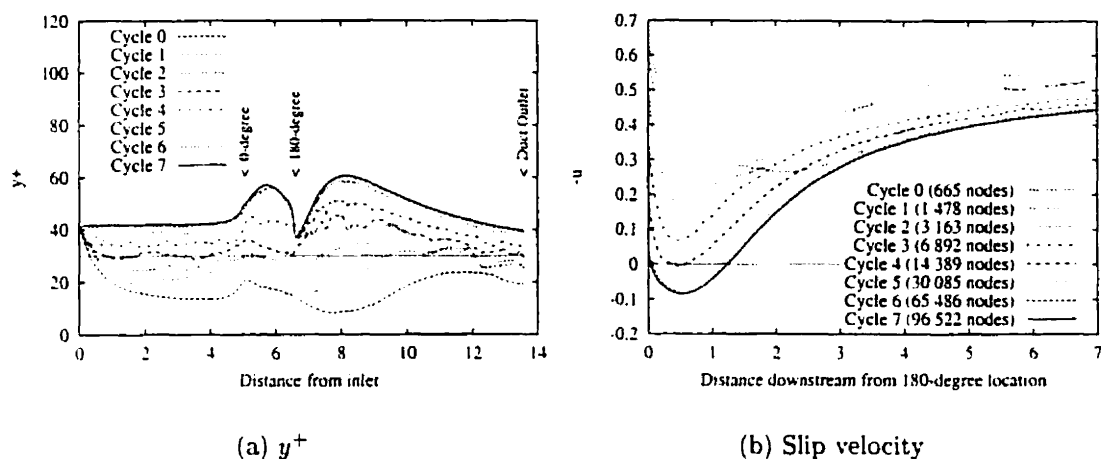 120
100
80
60
40
20
0
y+
Cycle 0
Cycle 1
Cycle 2
Cycle 3
Cycle 4
Cycle 5
Cycle 6
Cycle 7
< 0-degree
< 180-degree
< Duct Outlet
0 2 4 6 8 10 12 14
Distance from inlet
(a) y+
0.7
0.6
0.5
0.4
0.3
0.2
0.1
0
-0.1
-0.2
-u
Cycle 0 (665 nodes)
Cycle 1 (1 478 nodes)
Cycle 2 (3 163 nodes)
Cycle 3 (6 892 nodes)
Cycle 4 (14 389 nodes)
Cycle 5 (30 085 nodes)
Cycle 6 (65 486 nodes)
Cycle 7 (96 522 nodes)
0 1 2 3 4 5 6 7
Distance downstream from 180-degree location
(b) Slip velocity